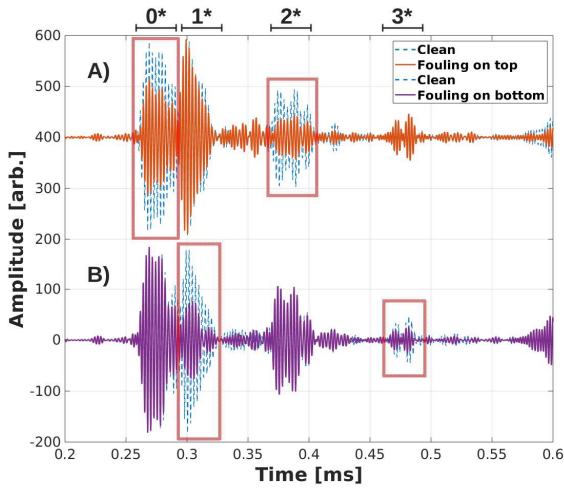 0* 1* 2* 3*
600
400
300
200
100
0
-100
-200
A)
B)
Clean
Fouling on top
Clean
Fouling on bottom
Amplitude [arb.]
0.2 0.25 0.3 0.35 0.4 0.45 0.5 0.55 0.6
Time [ms]
500